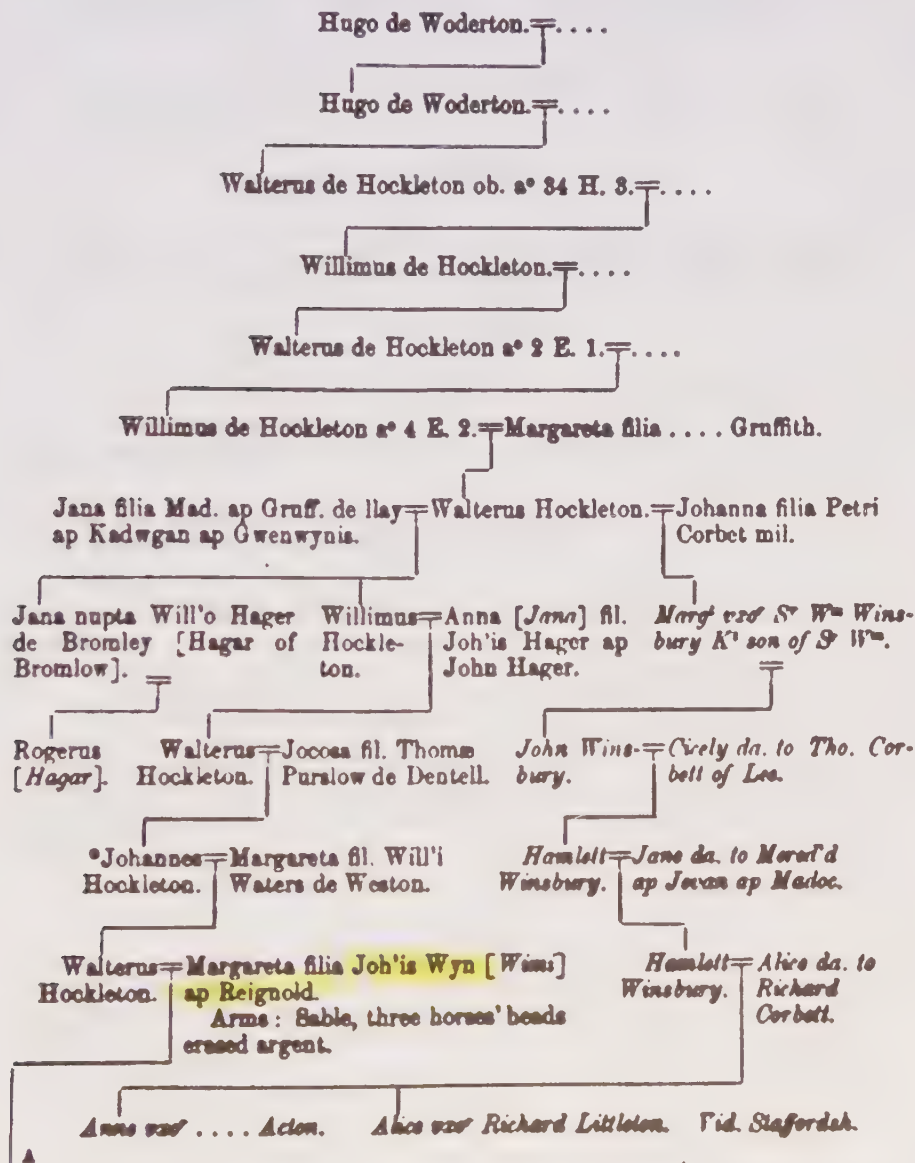 Hugo de Woderton.=. . . .
Hugo de Woderton.=. . . .
Walterus de Hockleton ob. aº 34 H. 3.=. . . .
Willimus de Hockleton.=. . . .
Walterus de Hockleton aº 2 E. 1.=. . . .
Willimus de Hockleton aº 4 E. 2.=Margareta filia . . . . Gruffith.
Jana filia Mad. ap Gruff. de llay=Walterus Hockleton.=Johanna filia Petri
ap Kadwgan ap Gwenwynis.
Corbet mil.
Jana nupta Will'o Hager
de Bromley [Hagar of
Bromlow].
=
Willimus=
Hockle-
ton.
Anna [Jana] fil.
Joh'is Hager ap
John Hager.
Marg' uxor Sr Wm Wins-
bury Kt son of Sr Wm.
=
Rogerus
[Hagar].
Walterus=Jocosa fil. Thomæ
Hockleton. Purslow de Dentell.
John Wins-=Cicely da. to Tho. Cor-
bury. bett of Lee.
*Johannes=Margareta fil. Will'i
Hockleton. Waters de Weston.
Hamlett=Jane da. to Mered'd
Winsbury. ap Jevan ap Madoc.
Walterus=Margareta filia Joh'is Wyn [Wims]
Hockleton. ap Reignold.
Arms : Sable, three horses' heads
erased argent.
Hamlett=Alice da. to
Winsbury. Richard
Corbett.
Anne uxor . . . . Acton. Alice uxor Richard Littleton. Vid. Staffordsh.
A